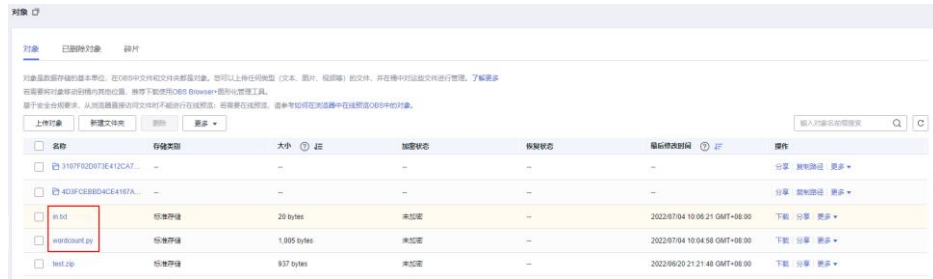 对象
对象 已删除对象 碎片
对象是数据存储的基本单位，在OBS中文件和文件夹都是对象。您可以上传任何类型（文本、图片、视频等）的文件，并在桶中对这些文件进行管理。了解更多
若需要将对象移动到桶内其他位置，推荐下载使用OBS Browser+图形化管理工具。
基于安全合规要求，从浏览器直接访问文件时不能进行在线预览；若需要在线预览，请参考如何在浏览器中在线预览OBS中的对象。
上传对象 新建文件夹 删除 更多 输入对象名前缀搜索
名称 存储类别 大小 加密状态 恢复状态 最后修改时间 操作
3107F02D073E412CA7... -- -- -- -- -- 分享 复制路径 更多
4D3FCEBBD4CE4167A... -- -- -- -- -- 分享 复制路径 更多
in.txt 标准存储 20 bytes 未加密 -- 2022/07/04 10:06:21 GMT+08:00 下载 分享 更多
wordcount.py 标准存储 1,005 bytes 未加密 -- 2022/07/04 10:04:58 GMT+08:00 下载 分享 更多
test.zip 标准存储 937 bytes 未加密 -- 2022/06/20 21:21:48 GMT+08:00 下载 分享 更多